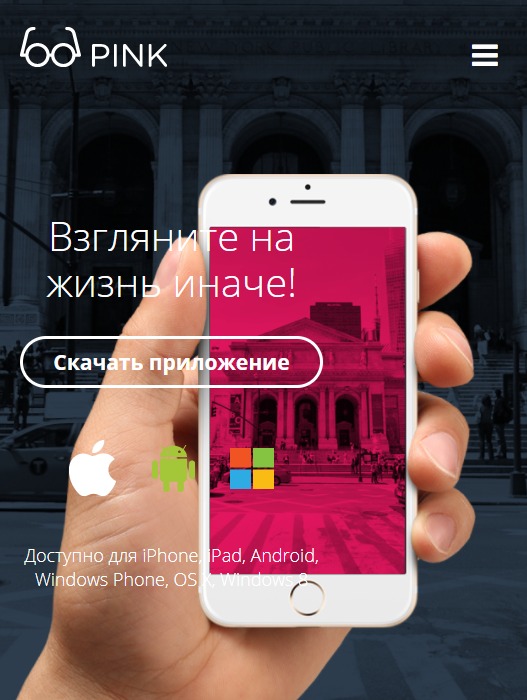 PINK
Взгляните на
жизнь иначе!
Скачать приложение
Доступно для iPhone, iPad, Android,
Windows Phone, OS X, Windows 8